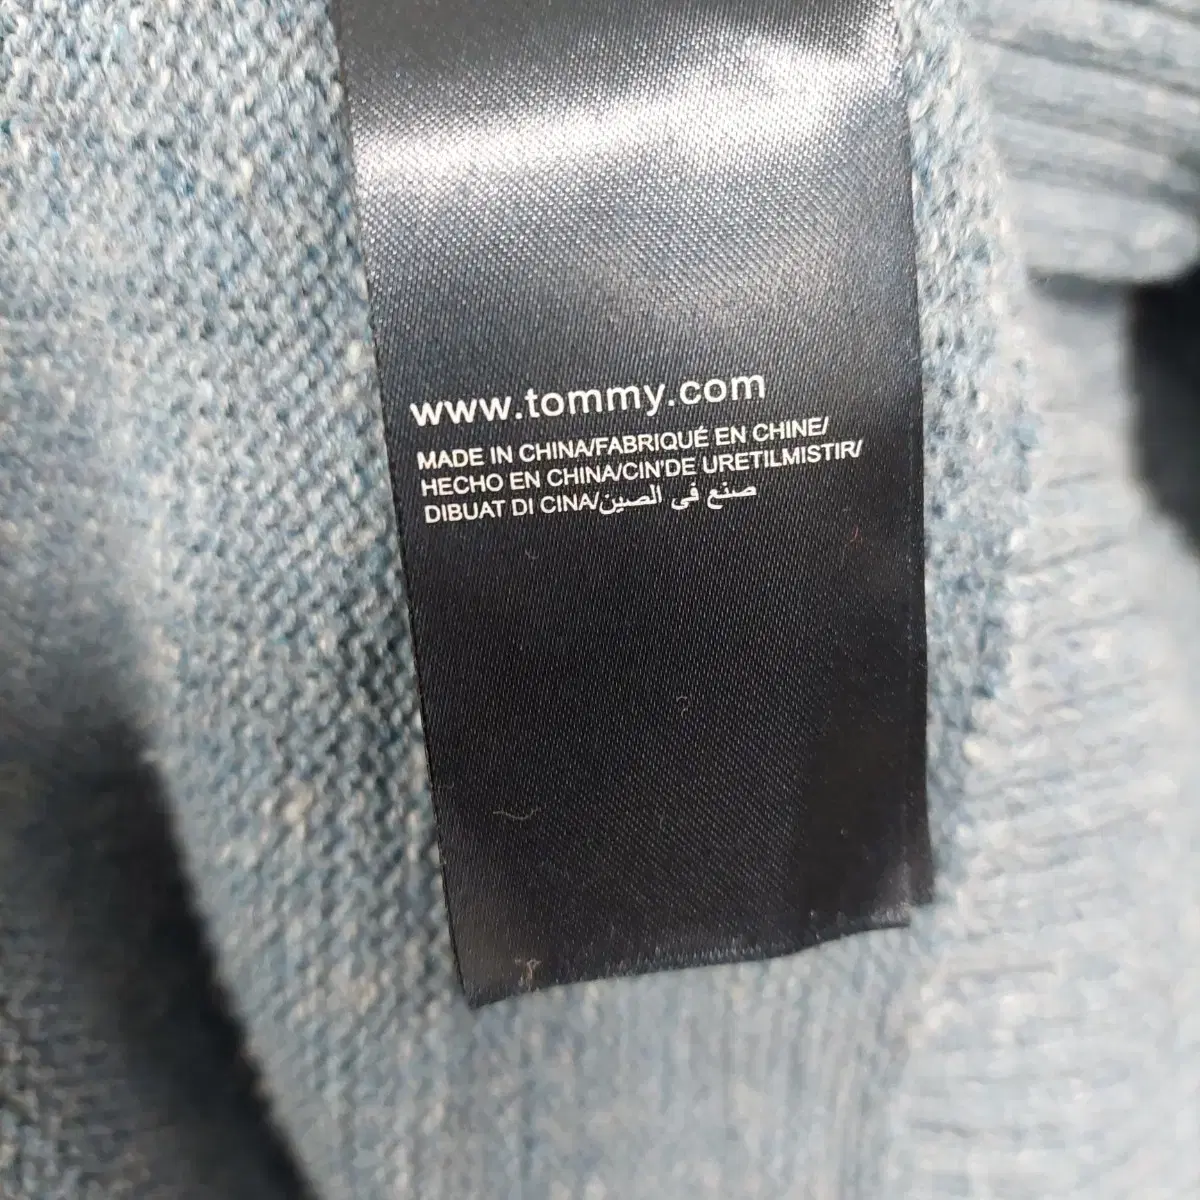 www.tommy.com
MADE IN CHINA/FABRIQUÉ EN CHINE/
HECHO EN CHINA/CIN'DE URETILMISTIR/
DIBUAT DI CINA/صنع في الصين